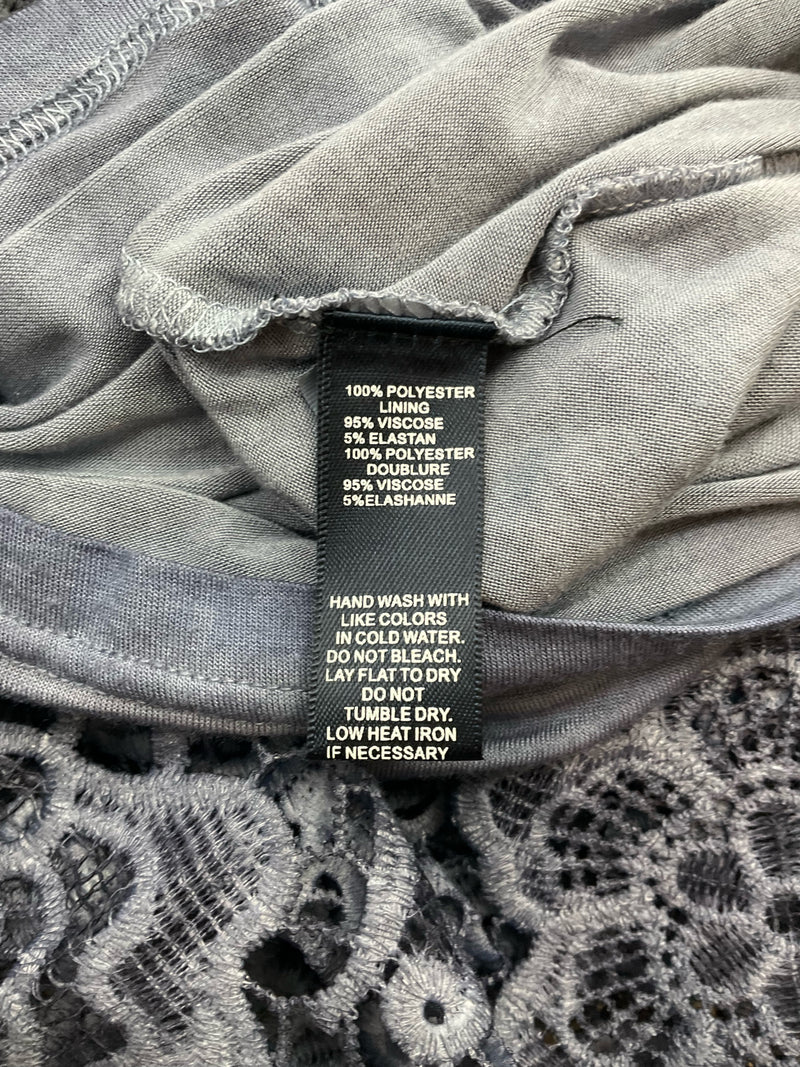 100% POLYESTER
LINING
95% VISCOSE
5% ELASTAN
100% POLYESTER
DOUBLURE
95% VISCOSE
5%ELASHANNE
HAND WASH WITH
LIKE COLORS
IN COLD WATER.
DO NOT BLEACH.
LAY FLAT TO DRY
DO NOT
TUMBLE DRY.
LOW HEAT IRON
IF NECESSARY